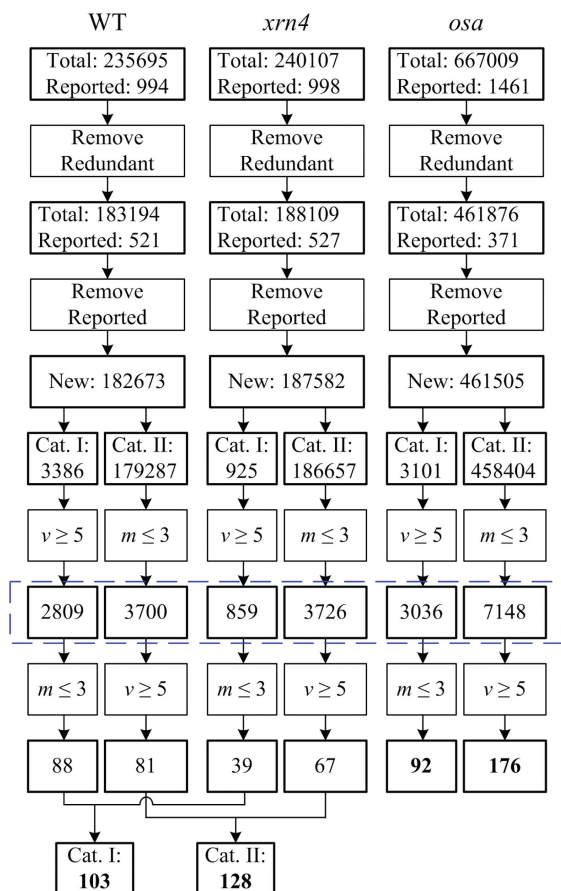 WT
xrn4
osa
Total: 235695
Reported: 994
Total: 240107
Reported: 998
Total: 667009
Reported: 1461
Remove
Redundant
Remove
Redundant
Remove
Redundant
Total: 183194
Reported: 521
Total: 188109
Reported: 527
Total: 461876
Reported: 371
Remove
Reported
Remove
Reported
Remove
Reported
New: 182673
New: 187582
New: 461505
Cat. I:
3386
Cat. II:
179287
Cat. I:
925
Cat. II:
186657
Cat. I:
3101
Cat. II:
458404
v ≥ 5
m ≤ 3
v ≥ 5
m ≤ 3
v ≥ 5
m ≤ 3
2809
3700
859
3726
3036
7148
m ≤ 3
v ≥ 5
m ≤ 3
v ≥ 5
m ≤ 3
v ≥ 5
88
81
39
67
92
176
Cat. I:
103
Cat. II:
128